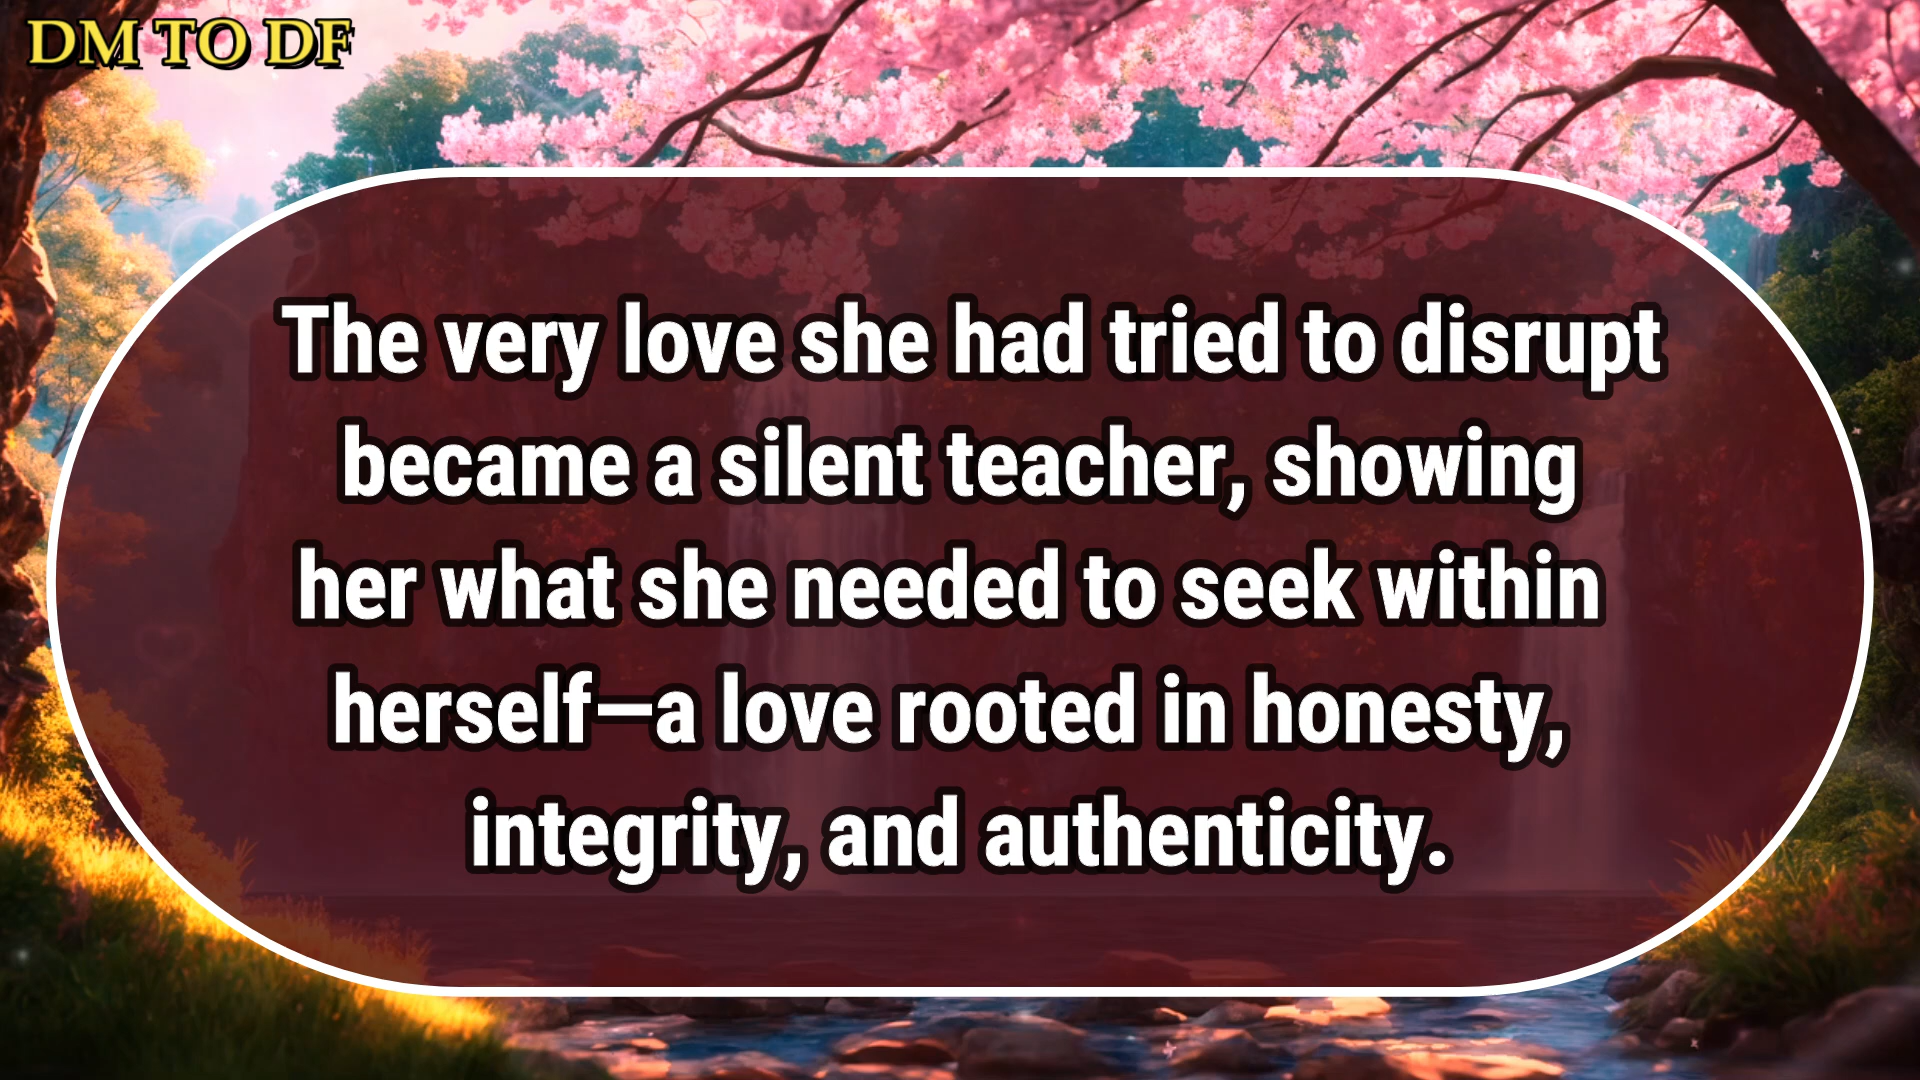 DM TO DF
The very love she had tried to disrupt
became a silent teacher, showing
her what she needed to seek within
herself—a love rooted in honesty,
integrity, and authenticity.